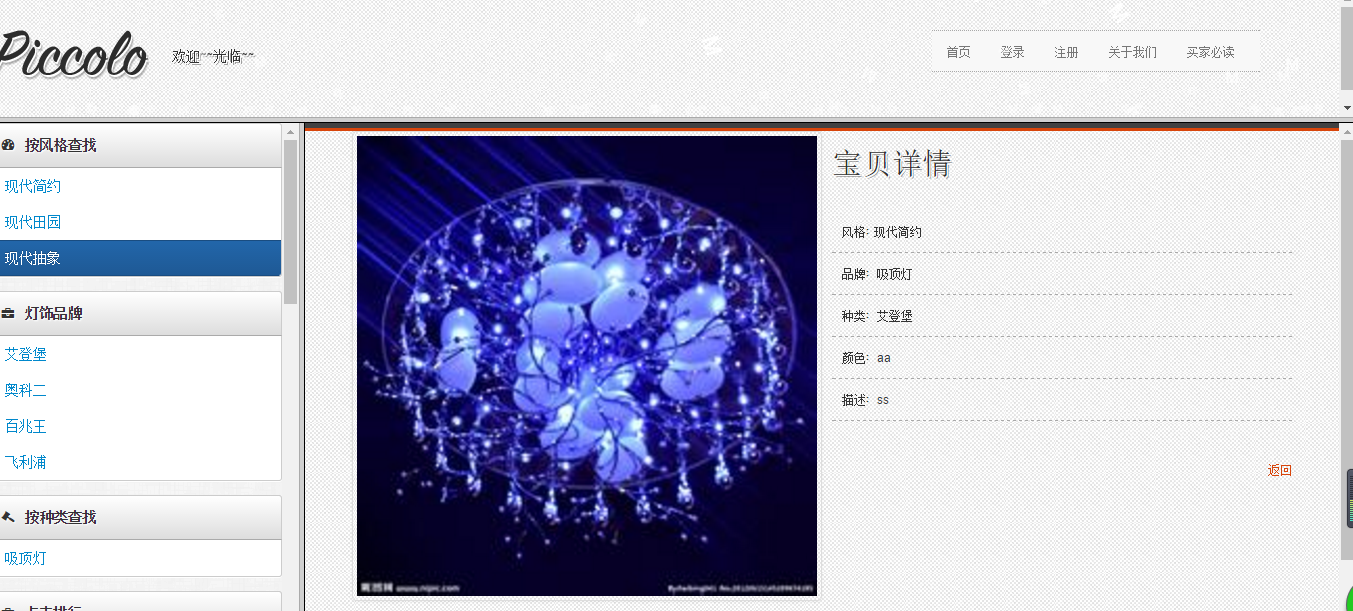 Piccolo
欢迎~~光临~~
首页 登录 注册 关于我们 买家必读
按风格查找
现代简约
现代田园
现代抽象
灯饰品牌
艾登堡
奥科二
百兆王
飞利浦
按种类查找
吸顶灯
宝贝详情
风格: 现代简约
品牌: 吸顶灯
种类: 艾登堡
颜色: aa
描述: ss
返回